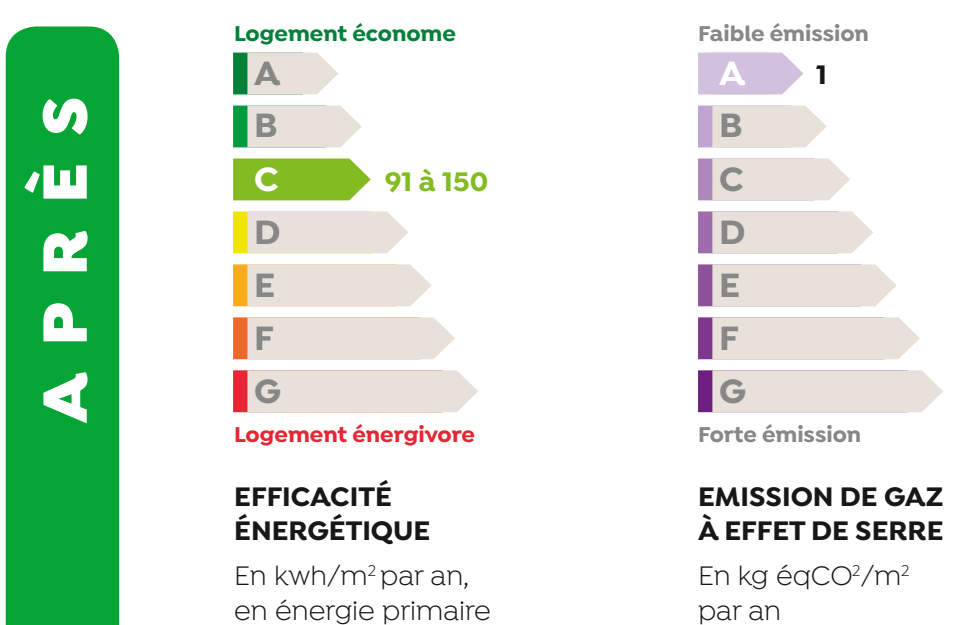 APRÉS
Logement économe
A
B
C 91 à 150
D
E
F
G
Logement énergivore
EFFICACITÉ
ÉNERGÉTIQUE
En kwh/m² par an,
en énergie primaire
Faible émission
A 1
B
C
D
E
F
G
Forte émission
EMISSION DE GAZ
À EFFET DE SERRE
En kg éqCO²/m²
par an